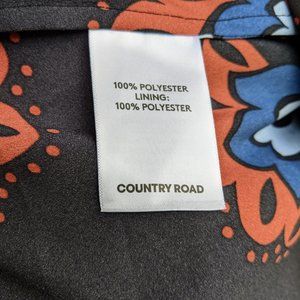 100% POLYESTER
LINING:
100% POLYESTER
COUNTRY ROAD